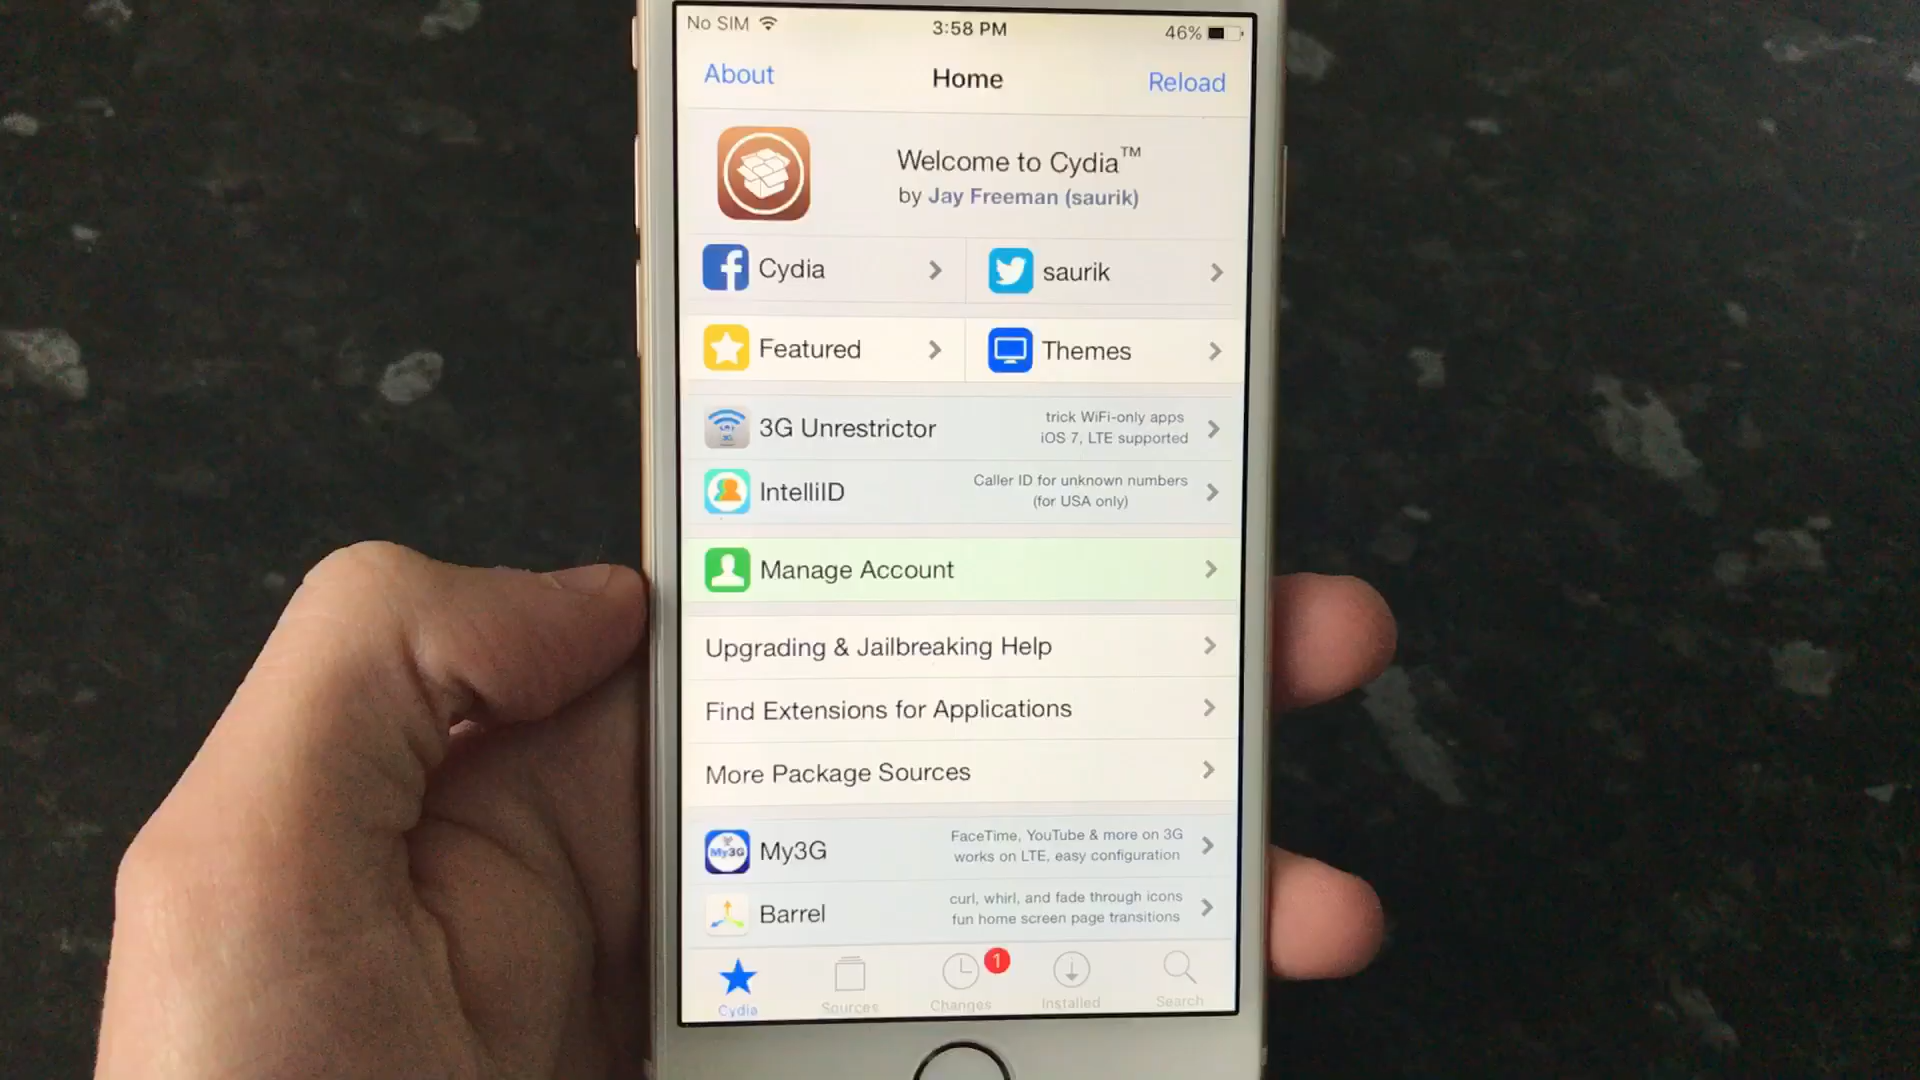 No SIM
3:58 PM
46%
About
Home
Reload
Welcome to Cydia™
by Jay Freeman (saurik)
Cydia
saurik
Featured
Themes
3G Unrestrictor
trick WiFi-only apps
iOS 7, LTE supported
IntelliID
Caller ID for unknown numbers
(for USA only)
Manage Account
Upgrading & Jailbreaking Help
Find Extensions for Applications
More Package Sources
My3G
My3G
FaceTime, YouTube & more on 3G
works on LTE, easy configuration
Barrel
curl, whirl, and fade through icons
fun home screen page transitions
1
Cydia
Sources
Changes
Installed
Search